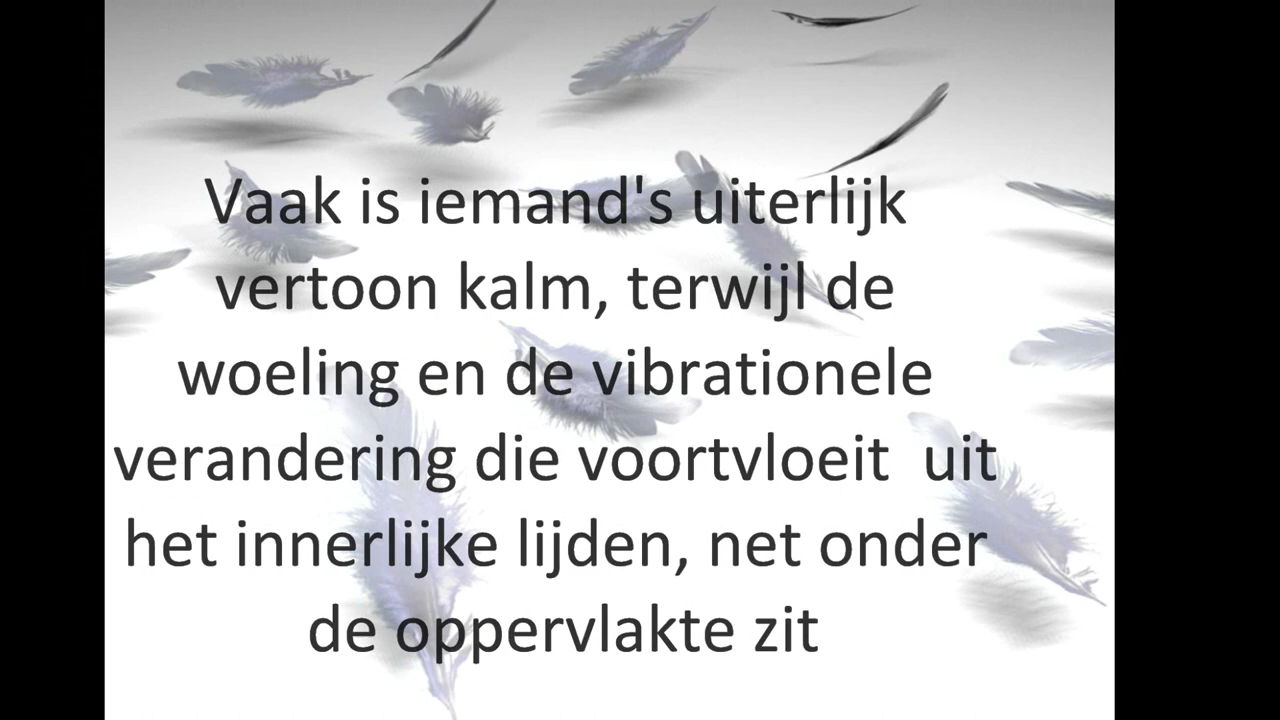 Vaak is iemand's uiterlijk
vertoon kalm, terwijl de
woeling en de vibrationele
verandering die voortvloeit  uit
het innerlijke lijden, net onder
de oppervlakte zit